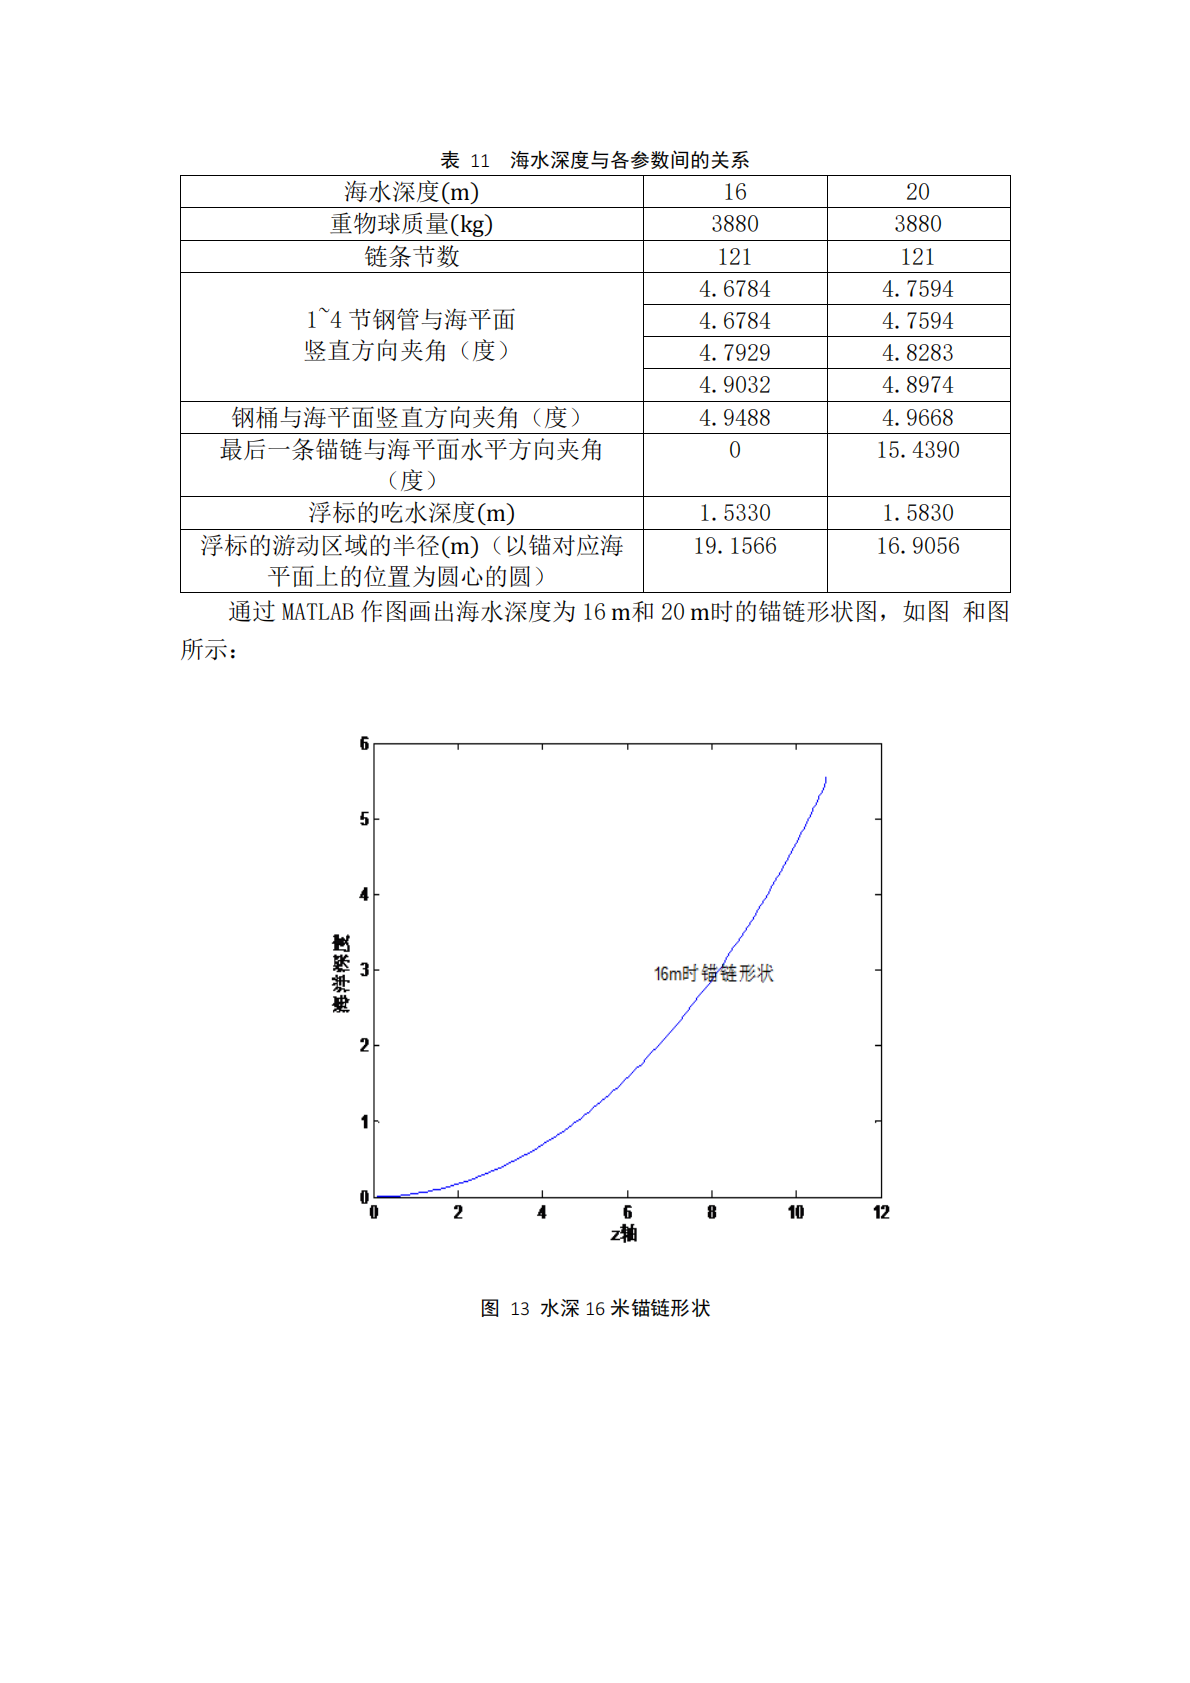 表 11 海水深度与各参数间的关系
海水深度(m) 16 20
重物球质量(kg) 3880 3880
链条节数 121 121
1~4 节钢管与海平面
竖直方向夹角（度）
4.6784 4.7594
4.6784 4.7594
4.7929 4.8283
4.9032 4.8974
钢桶与海平面竖直方向夹角（度） 4.9488 4.9668
最后一条锚链与海平面水平方向夹角 0 15.4390
（度）
浮标的吃水深度(m) 1.5330 1.5830
浮标的游动区域的半径(m)（以锚对应海 19.1566 16.9056
平面上的位置为圆心的圆）
通过 MATLAB 作图画出海水深度为 16 m和 20 m时的锚链形状图，如图 和图
所示：
6
5
4
3
2
1
0
海洋深度
16m时锚链形状
0 2 4 6 8 10 12
z轴
图 13 水深 16 米锚链形状